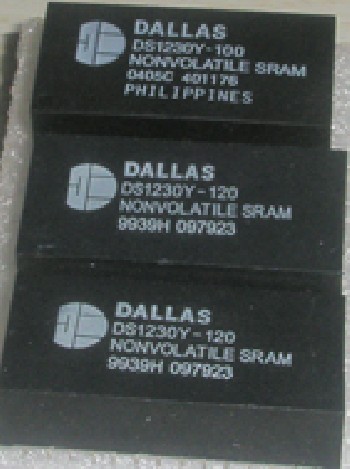 DALLAS
DS1230Y-100
NONVOLATILE SRAM
0405C 401176
PHILIPPINES
DALLAS
DS1230Y-120
NONVOLATILE SRAM
9939H 097923
DALLAS
DS1230Y-120
NONVOLATILE SRAM
9939H 097923